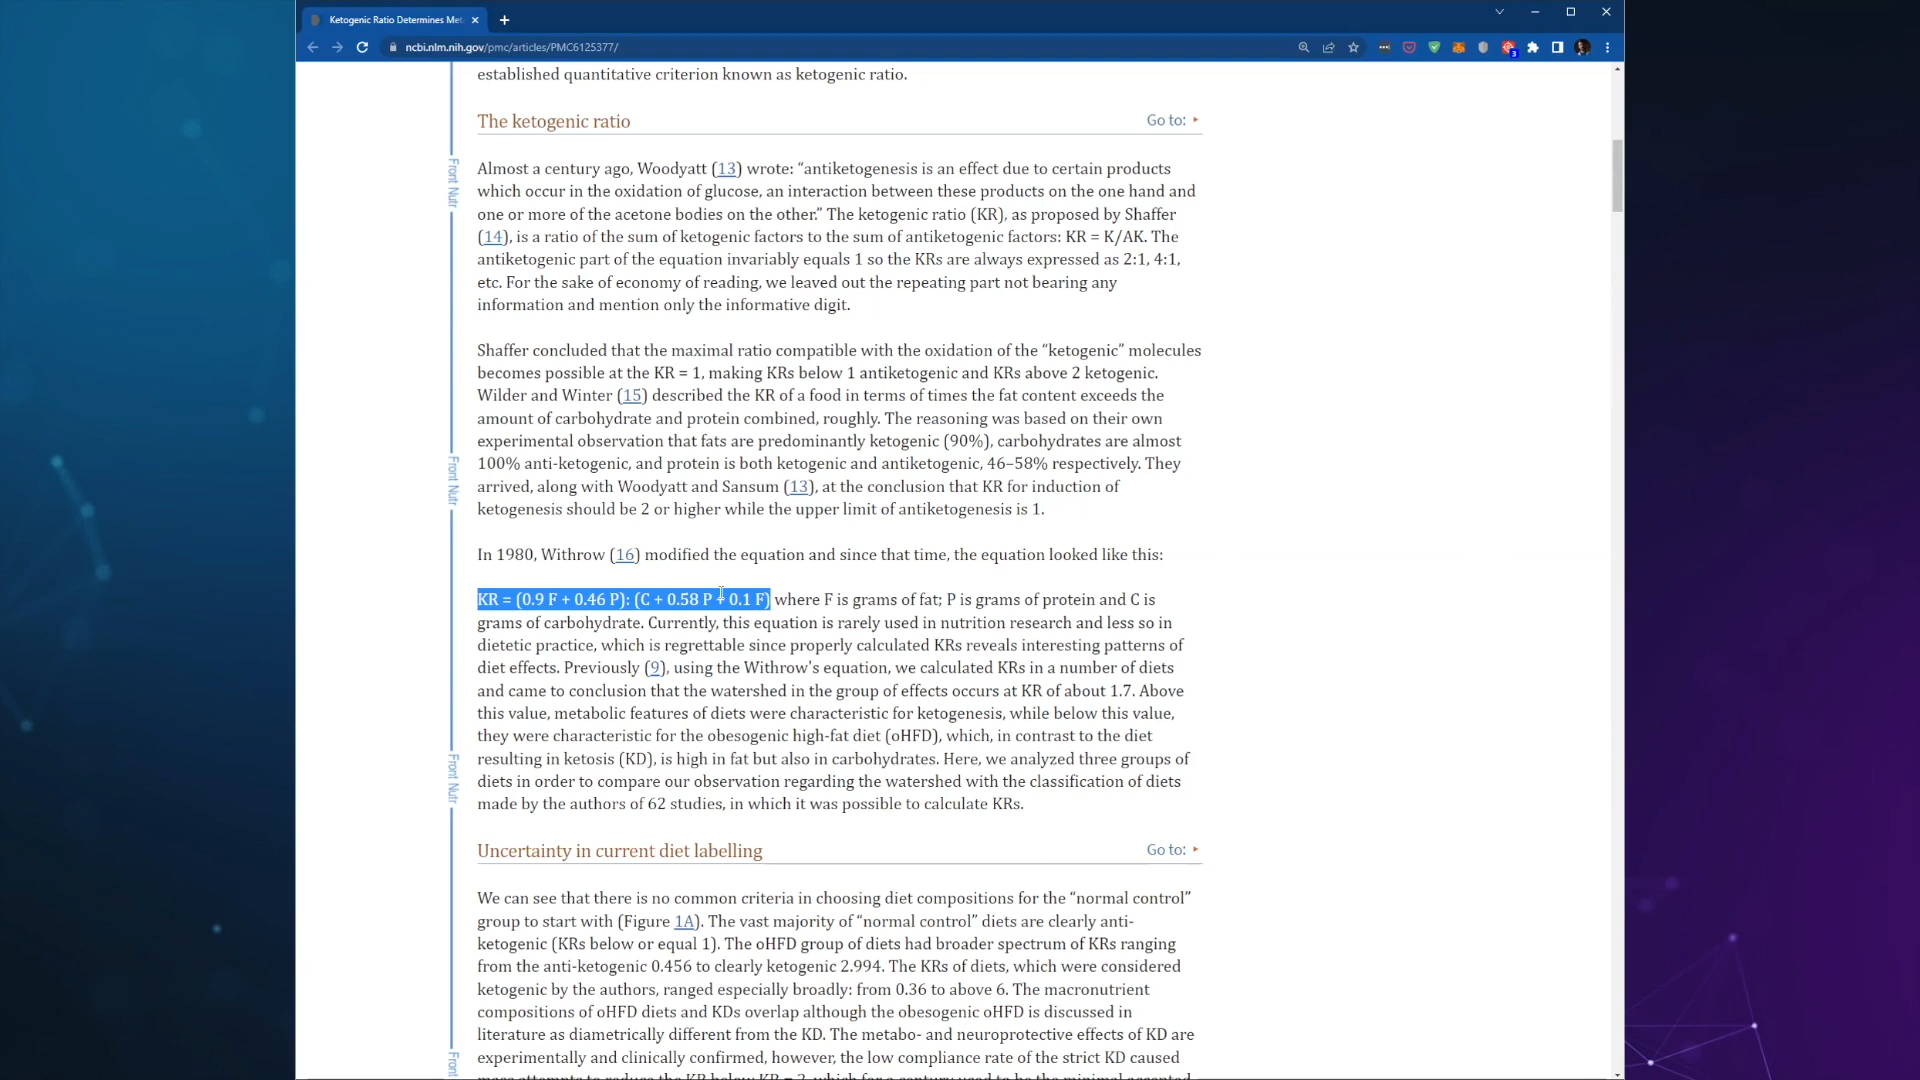 Ketogenic Ratio Determines Met
ncbi.nlm.nih.gov/pmc/articles/PMC6125377/
3
established quantitative criterion known as ketogenic ratio.
The ketogenic ratio
Go to:
Almost a century ago, Woodyatt (13) wrote: “antiketogenesis is an effect due to certain products
which occur in the oxidation of glucose, an interaction between these products on the one hand and
one or more of the acetone bodies on the other.” The ketogenic ratio (KR), as proposed by Shaffer
(14), is a ratio of the sum of ketogenic factors to the sum of antiketogenic factors: KR = K/AK. The
antiketogenic part of the equation invariably equals 1 so the KRs are always expressed as 2:1, 4:1,
etc. For the sake of economy of reading, we leaved out the repeating part not bearing any
information and mention only the informative digit.
Shaffer concluded that the maximal ratio compatible with the oxidation of the “ketogenic” molecules
becomes possible at the KR = 1, making KRs below 1 antiketogenic and KRs above 2 ketogenic.
Wilder and Winter (15) described the KR of a food in terms of times the fat content exceeds the
amount of carbohydrate and protein combined, roughly. The reasoning was based on their own
experimental observation that fats are predominantly ketogenic (90%), carbohydrates are almost
100% anti-ketogenic, and protein is both ketogenic and antiketogenic, 46–58% respectively. They
arrived, along with Woodyatt and Sansum (13), at the conclusion that KR for induction of
ketogenesis should be 2 or higher while the upper limit of antiketogenesis is 1.
In 1980, Withrow (16) modified the equation and since that time, the equation looked like this:
KR = (0.9 F + 0.46 P): (C + 0.58 P + 0.1 F) where F is grams of fat; P is grams of protein and C is
grams of carbohydrate. Currently, this equation is rarely used in nutrition research and less so in
dietetic practice, which is regrettable since properly calculated KRs reveals interesting patterns of
diet effects. Previously (9), using the Withrow's equation, we calculated KRs in a number of diets
and came to conclusion that the watershed in the group of effects occurs at KR of about 1.7. Above
this value, metabolic features of diets were characteristic for ketogenesis, while below this value,
they were characteristic for the obesogenic high-fat diet (oHFD), which, in contrast to the diet
resulting in ketosis (KD), is high in fat but also in carbohydrates. Here, we analyzed three groups of
diets in order to compare our observation regarding the watershed with the classification of diets
made by the authors of 62 studies, in which it was possible to calculate KRs.
Uncertainty in current diet labelling
Go to:
We can see that there is no common criteria in choosing diet compositions for the “normal control”
group to start with (Figure 1A). The vast majority of “normal control” diets are clearly anti-
ketogenic (KRs below or equal 1). The oHFD group of diets had broader spectrum of KRs ranging
from the anti-ketogenic 0.456 to clearly ketogenic 2.994. The KRs of diets, which were considered
ketogenic by the authors, ranged especially broadly: from 0.36 to above 6. The macronutrient
compositions of oHFD diets and KDs overlap although the obesogenic oHFD is discussed in
literature as diametrically different from the KD. The metabo- and neuroprotective effects of KD are
experimentally and clinically confirmed, however, the low compliance rate of the strict KD caused
Front Nutr
Front Nutr
Front Nutr
Front